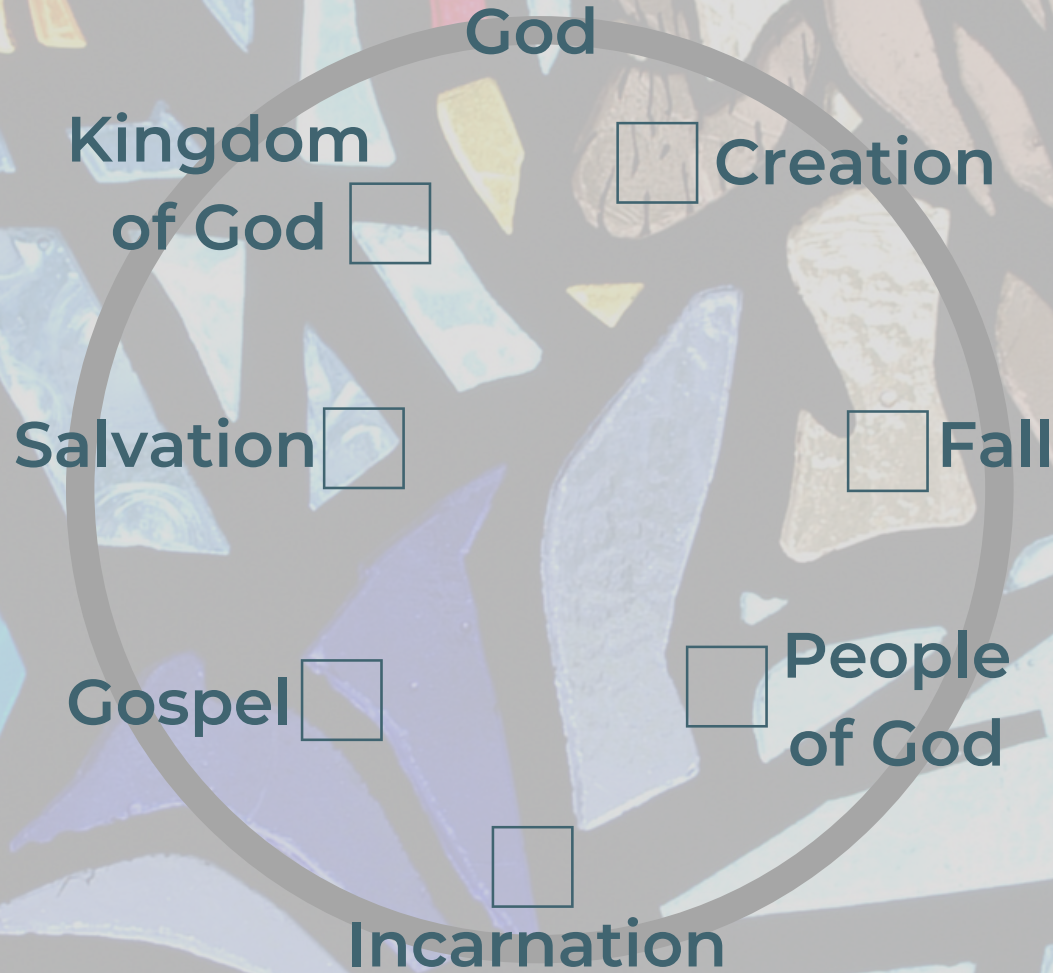 God
Kingdom
of God
Creation
Salvation
Fall
Gospel
People
of God
Incarnation